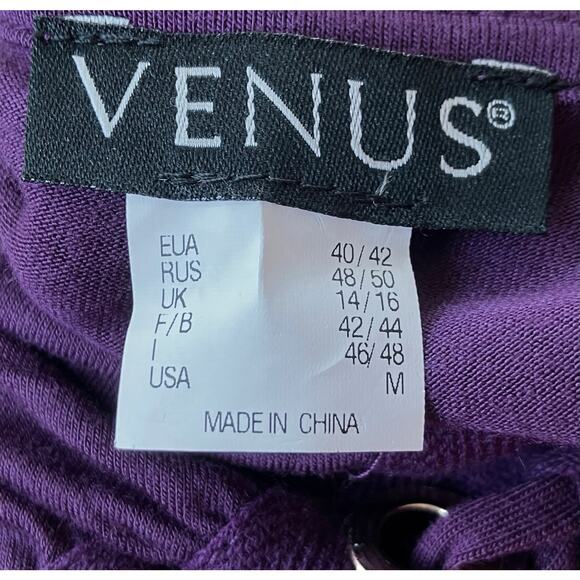 VENUS®
EUA 40/42
RUS 48/50
UK 14/16
F/B 42/44
I 46/48
USA M
MADE IN CHINA